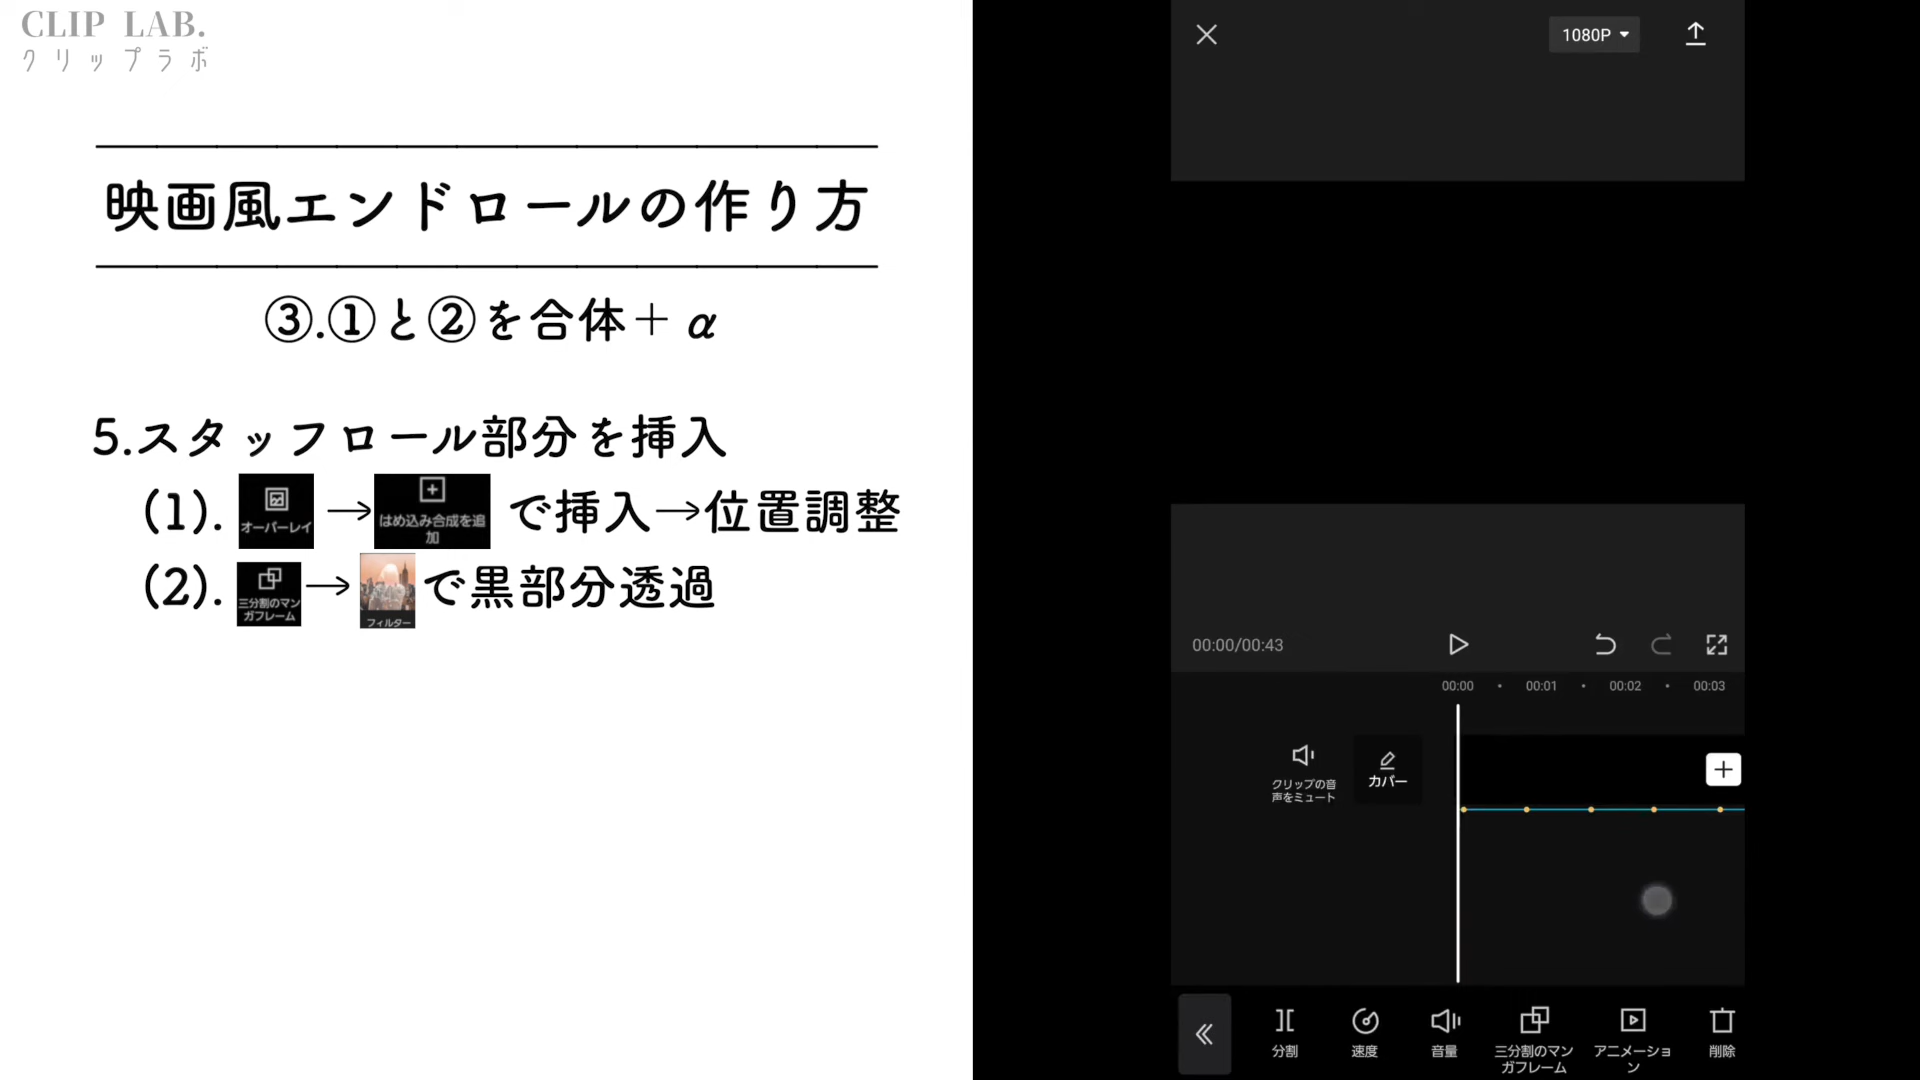 CLIP LAB.
クリップラボ
映画風エンドロールの作り方
③.①と②を合体＋α
5.スタッフロール部分を挿入
(1). オーバーレイ →はめ込み合成を追加 で挿入→位置調整
(2). 三分割のマンガフレーム→フィルターで黒部分透過
1080P
00:00/00:43
00:00 • 00:01 • 00:02 • 00:03
クリップの音
声をミュート
カバー
分割
速度
音量
三分割のマン
ガフレーム
アニメーショ
ン
削除